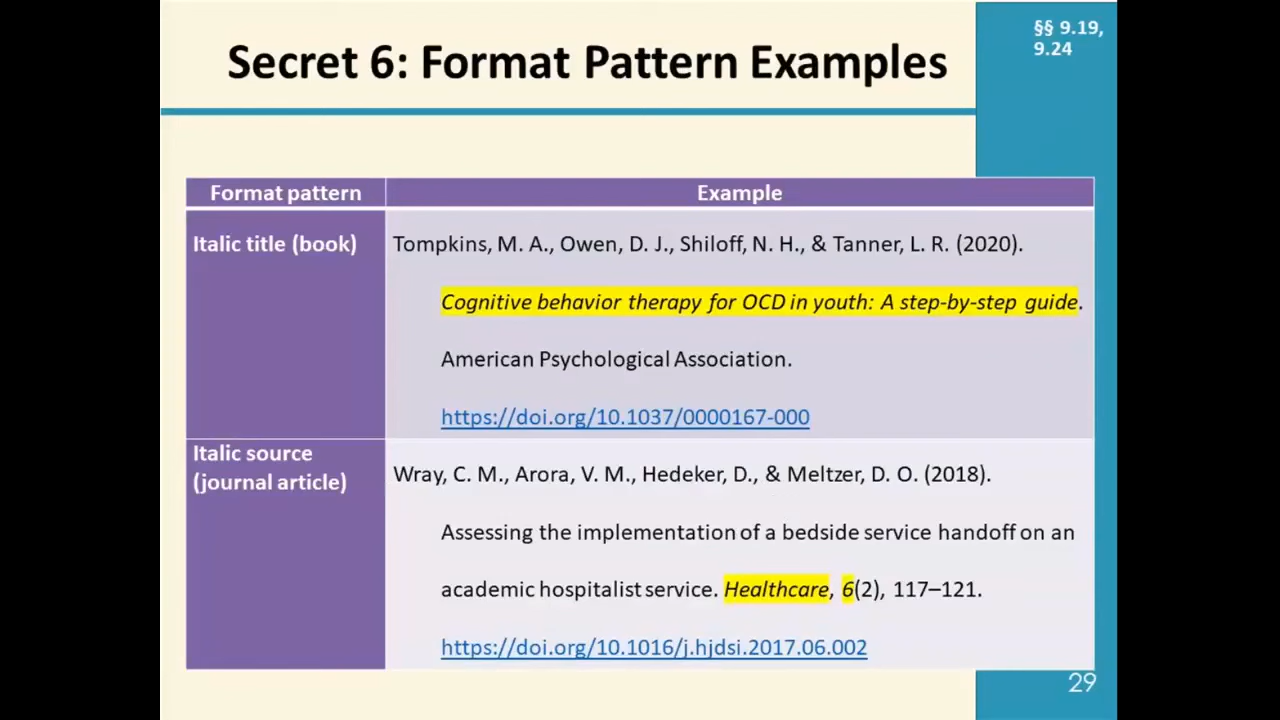 Secret 6: Format Pattern Examples
§§ 9.19,
9.24
Format pattern
Example
Italic title (book)
Tompkins, M. A., Owen, D. J., Shiloff, N. H., & Tanner, L. R. (2020).
Cognitive behavior therapy for OCD in youth: A step-by-step guide.
American Psychological Association.
https://doi.org/10.1037/0000167-000
Italic source
(journal article)
Wray, C. M., Arora, V. M., Hedeker, D., & Meltzer, D. O. (2018).
Assessing the implementation of a bedside service handoff on an
academic hospitalist service. Healthcare, 6(2), 117–121.
https://doi.org/10.1016/j.hjdsi.2017.06.002
29